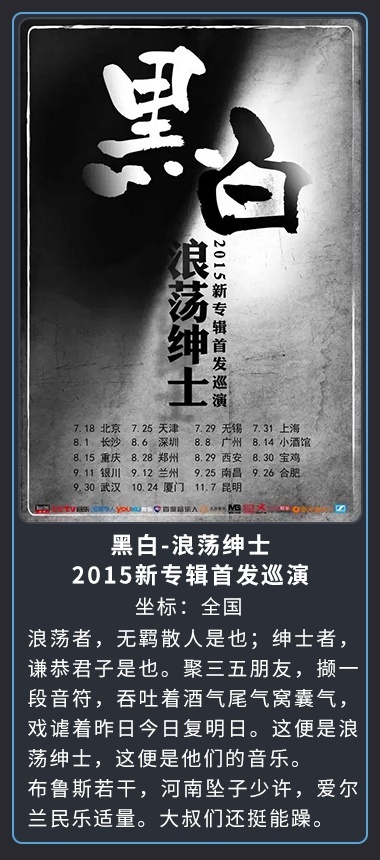 黑白
浪荡绅士
2015新专辑首发巡演
7.18 北京 7.25 天津 7.29 无锡 7.31 上海
8.1 长沙 8.6 深圳 8.8 广州 8.14 小酒馆
8.15 重庆 8.28 郑州 8.29 西安 8.30 宝鸡
9.11 银川 9.12 兰州 9.25 南昌 9.26 合肥
9.30 武汉 10.24 厦门 11.7 昆明
黑白-浪荡绅士
2015新专辑首发巡演
坐标：全国
浪荡者，无羁散人是也；绅士者，
谦恭君子是也。聚三五朋友，撷一
段音符，吞吐着酒气尾气窝囊气，
戏谑着昨日今日复明日。这便是浪
荡绅士，这便是他们的音乐。
布鲁斯若干，河南坠子少许，爱尔
兰民乐适量。大叔们还挺能躁。